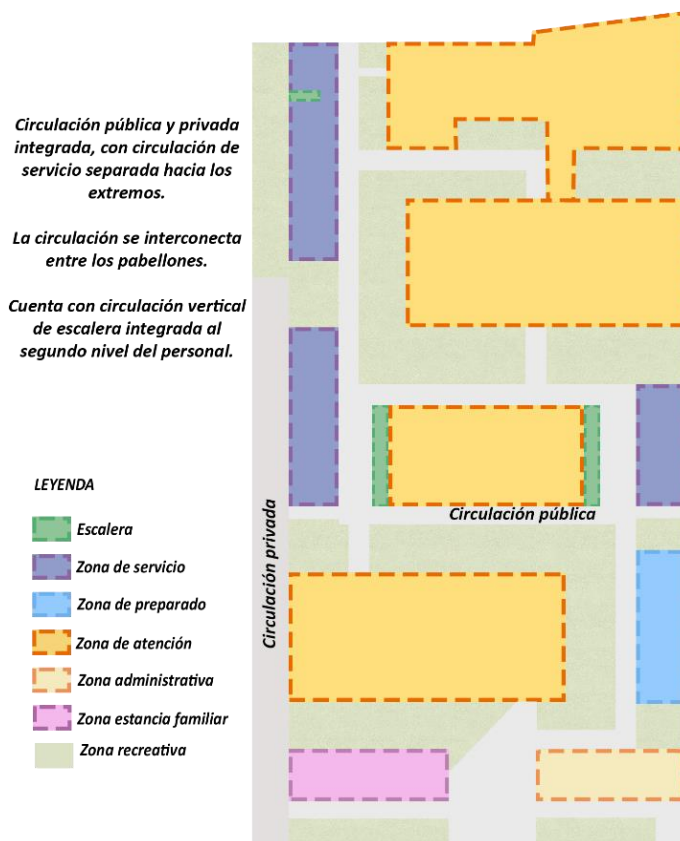 Circulación pública y privada
integrada, con circulación de
servicio separada hacia los
extremos.
La circulación se interconecta
entre los pabellones.
Cuenta con circulación vertical
de escalera integrada al
segundo nivel del personal.
LEYENDA
Escalera
Zona de servicio
Zona de preparado
Zona de atención
Zona administrativa
Zona estancia familiar
Zona recreativa
Circulación privada
Circulación pública